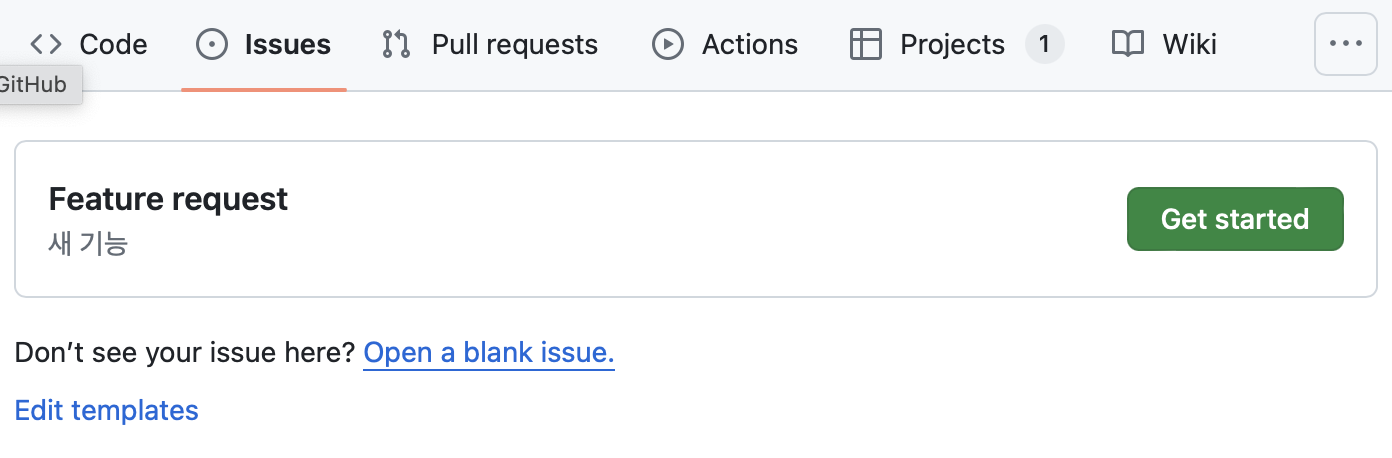 Code Issues Pull requests Actions Projects 1 Wiki
GitHub
Feature request
새 기능
Get started
Don’t see your issue here? Open a blank issue.
Edit templates